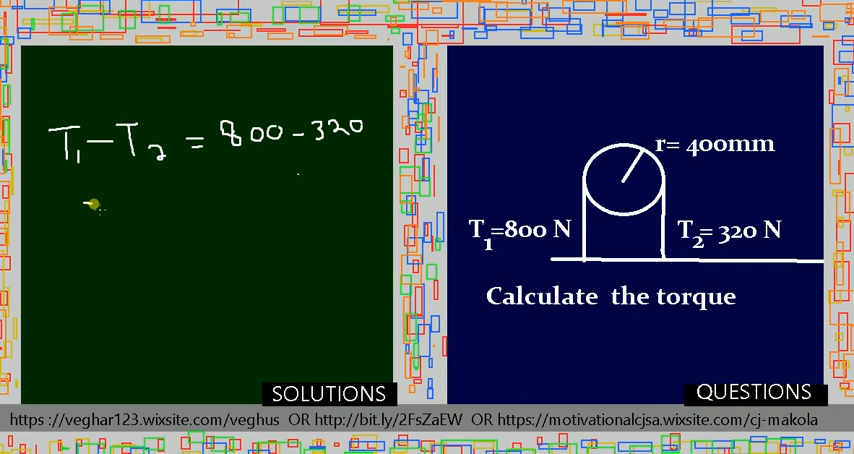 T1 - T2 = 800 - 320
r= 400mm
T1=800 N
T2= 320 N
Calculate the torque
SOLUTIONS
QUESTIONS
https://veghar123.wixsite.com/veghus OR http://bit.ly/2FsZaEW OR https://motivationalcjsa.wixsite.com/cj-makola